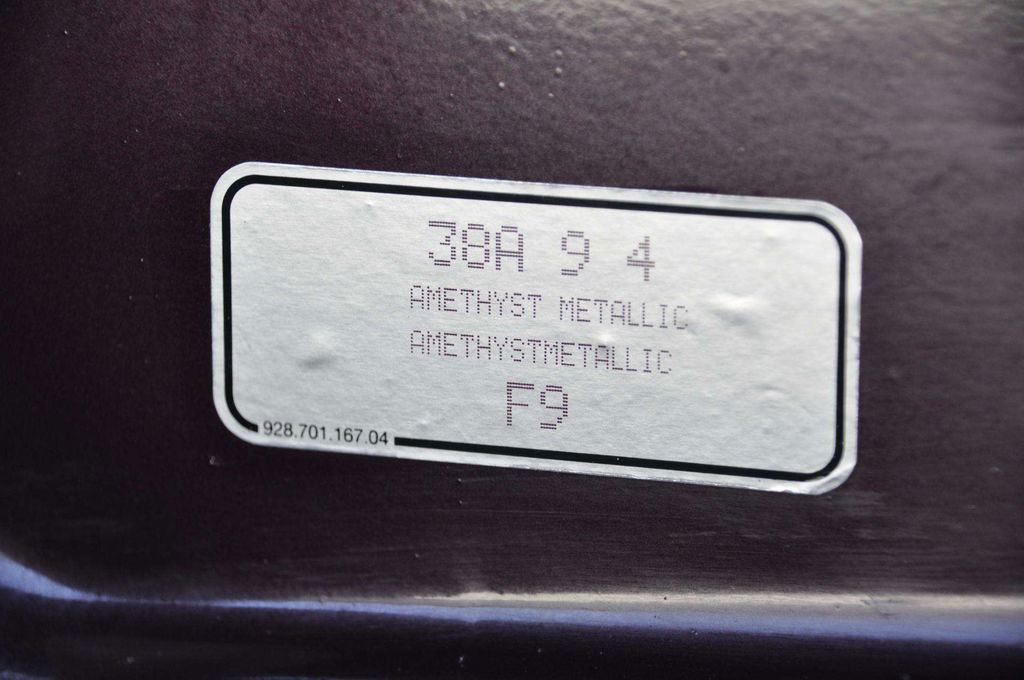 38A 9 4
AMETHYST METALLIC
AMETHYSTMETALLIC
F9
928.701.167.04